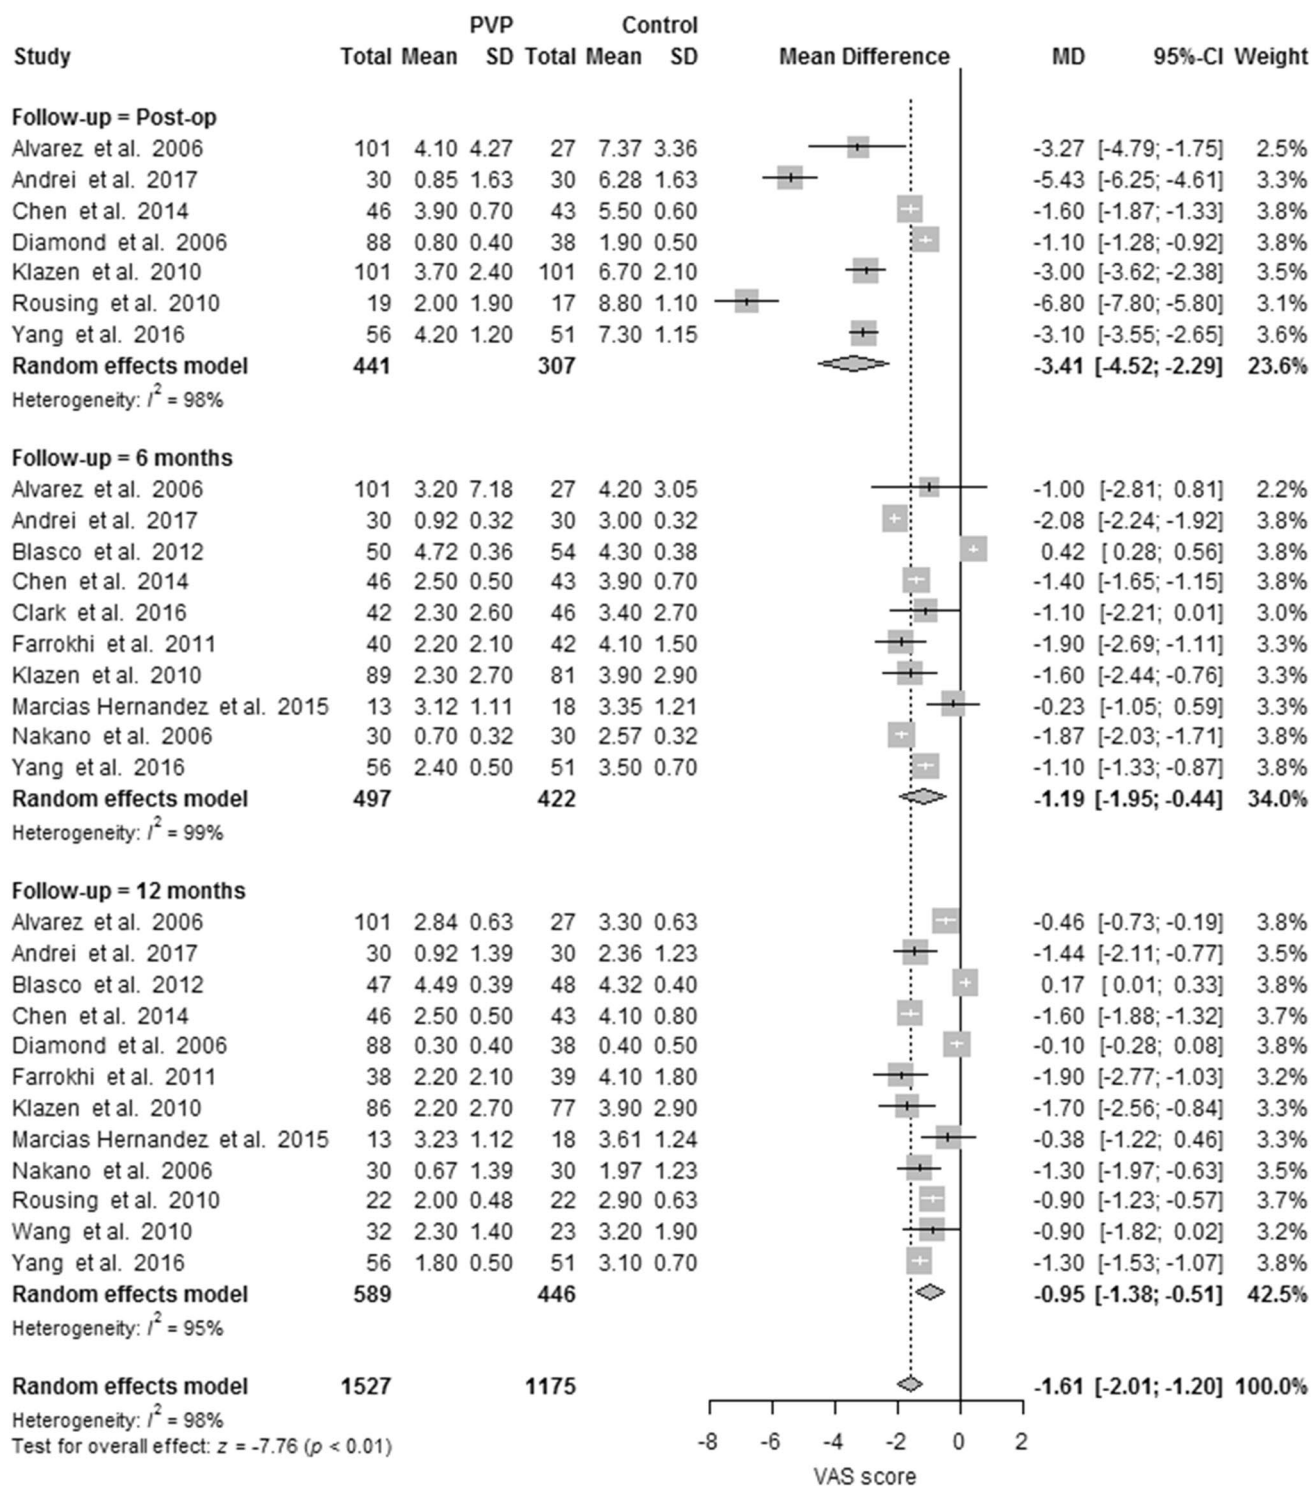 PVP Control
Study Total Mean SD Total Mean SD Mean Difference MD 95%-CI Weight
Follow-up = Post-op
Alvarez et al. 2006 101 4.10 4.27 27 7.37 3.36 -3.27 [-4.79; -1.75] 2.5%
Andrei et al. 2017 30 0.85 1.63 30 6.28 1.63 -5.43 [-6.25; -4.61] 3.3%
Chen et al. 2014 46 3.90 0.70 43 5.50 0.60 -1.60 [-1.87; -1.33] 3.8%
Diamond et al. 2006 88 0.80 0.40 38 1.90 0.50 -1.10 [-1.28; -0.92] 3.8%
Klazen et al. 2010 101 3.70 2.40 101 6.70 2.10 -3.00 [-3.62; -2.38] 3.5%
Rousing et al. 2010 19 2.00 1.90 17 8.80 1.10 -6.80 [-7.80; -5.80] 3.1%
Yang et al. 2016 56 4.20 1.20 51 7.30 1.15 -3.10 [-3.55; -2.65] 3.6%
Random effects model 441 307 -3.41 [-4.52; -2.29] 23.6%
Heterogeneity: I² = 98%
Follow-up = 6 months
Alvarez et al. 2006 101 3.20 7.18 27 4.20 3.05 -1.00 [-2.81; 0.81] 2.2%
Andrei et al. 2017 30 0.92 0.32 30 3.00 0.32 -2.08 [-2.24; -1.92] 3.8%
Blasco et al. 2012 50 4.72 0.36 54 4.30 0.38 0.42 [ 0.28; 0.56] 3.8%
Chen et al. 2014 46 2.50 0.50 43 3.90 0.70 -1.40 [-1.65; -1.15] 3.8%
Clark et al. 2016 42 2.30 2.60 46 3.40 2.70 -1.10 [-2.21; 0.01] 3.0%
Farrokhi et al. 2011 40 2.20 2.10 42 4.10 1.50 -1.90 [-2.69; -1.11] 3.3%
Klazen et al. 2010 89 2.30 2.70 81 3.90 2.90 -1.60 [-2.44; -0.76] 3.3%
Marcias Hernandez et al. 2015 13 3.12 1.11 18 3.35 1.21 -0.23 [-1.05; 0.59] 3.3%
Nakano et al. 2006 30 0.70 0.32 30 2.57 0.32 -1.87 [-2.03; -1.71] 3.8%
Yang et al. 2016 56 2.40 0.50 51 3.50 0.70 -1.10 [-1.33; -0.87] 3.8%
Random effects model 497 422 -1.19 [-1.95; -0.44] 34.0%
Heterogeneity: I² = 99%
Follow-up = 12 months
Alvarez et al. 2006 101 2.84 0.63 27 3.30 0.63 -0.46 [-0.73; -0.19] 3.8%
Andrei et al. 2017 30 0.92 1.39 30 2.36 1.23 -1.44 [-2.11; -0.77] 3.5%
Blasco et al. 2012 47 4.49 0.39 48 4.32 0.40 0.17 [ 0.01; 0.33] 3.8%
Chen et al. 2014 46 2.50 0.50 43 4.10 0.80 -1.60 [-1.88; -1.32] 3.7%
Diamond et al. 2006 88 0.30 0.40 38 0.40 0.50 -0.10 [-0.28; 0.08] 3.8%
Farrokhi et al. 2011 38 2.20 2.10 39 4.10 1.80 -1.90 [-2.77; -1.03] 3.2%
Klazen et al. 2010 86 2.20 2.70 77 3.90 2.90 -1.70 [-2.56; -0.84] 3.3%
Marcias Hernandez et al. 2015 13 3.23 1.12 18 3.61 1.24 -0.38 [-1.22; 0.46] 3.3%
Nakano et al. 2006 30 0.67 1.39 30 1.97 1.23 -1.30 [-1.97; -0.63] 3.5%
Rousing et al. 2010 22 2.00 0.48 22 2.90 0.63 -0.90 [-1.23; -0.57] 3.7%
Wang et al. 2010 32 2.30 1.40 23 3.20 1.90 -0.90 [-1.82; 0.02] 3.2%
Yang et al. 2016 56 1.80 0.50 51 3.10 0.70 -1.30 [-1.53; -1.07] 3.8%
Random effects model 589 446 -0.95 [-1.38; -0.51] 42.5%
Heterogeneity: I² = 95%
Random effects model 1527 1175 -1.61 [-2.01; -1.20] 100.0%
Heterogeneity: I² = 98%
Test for overall effect: z = -7.76 (p < 0.01)
-8 -6 -4 -2 0 2
VAS score